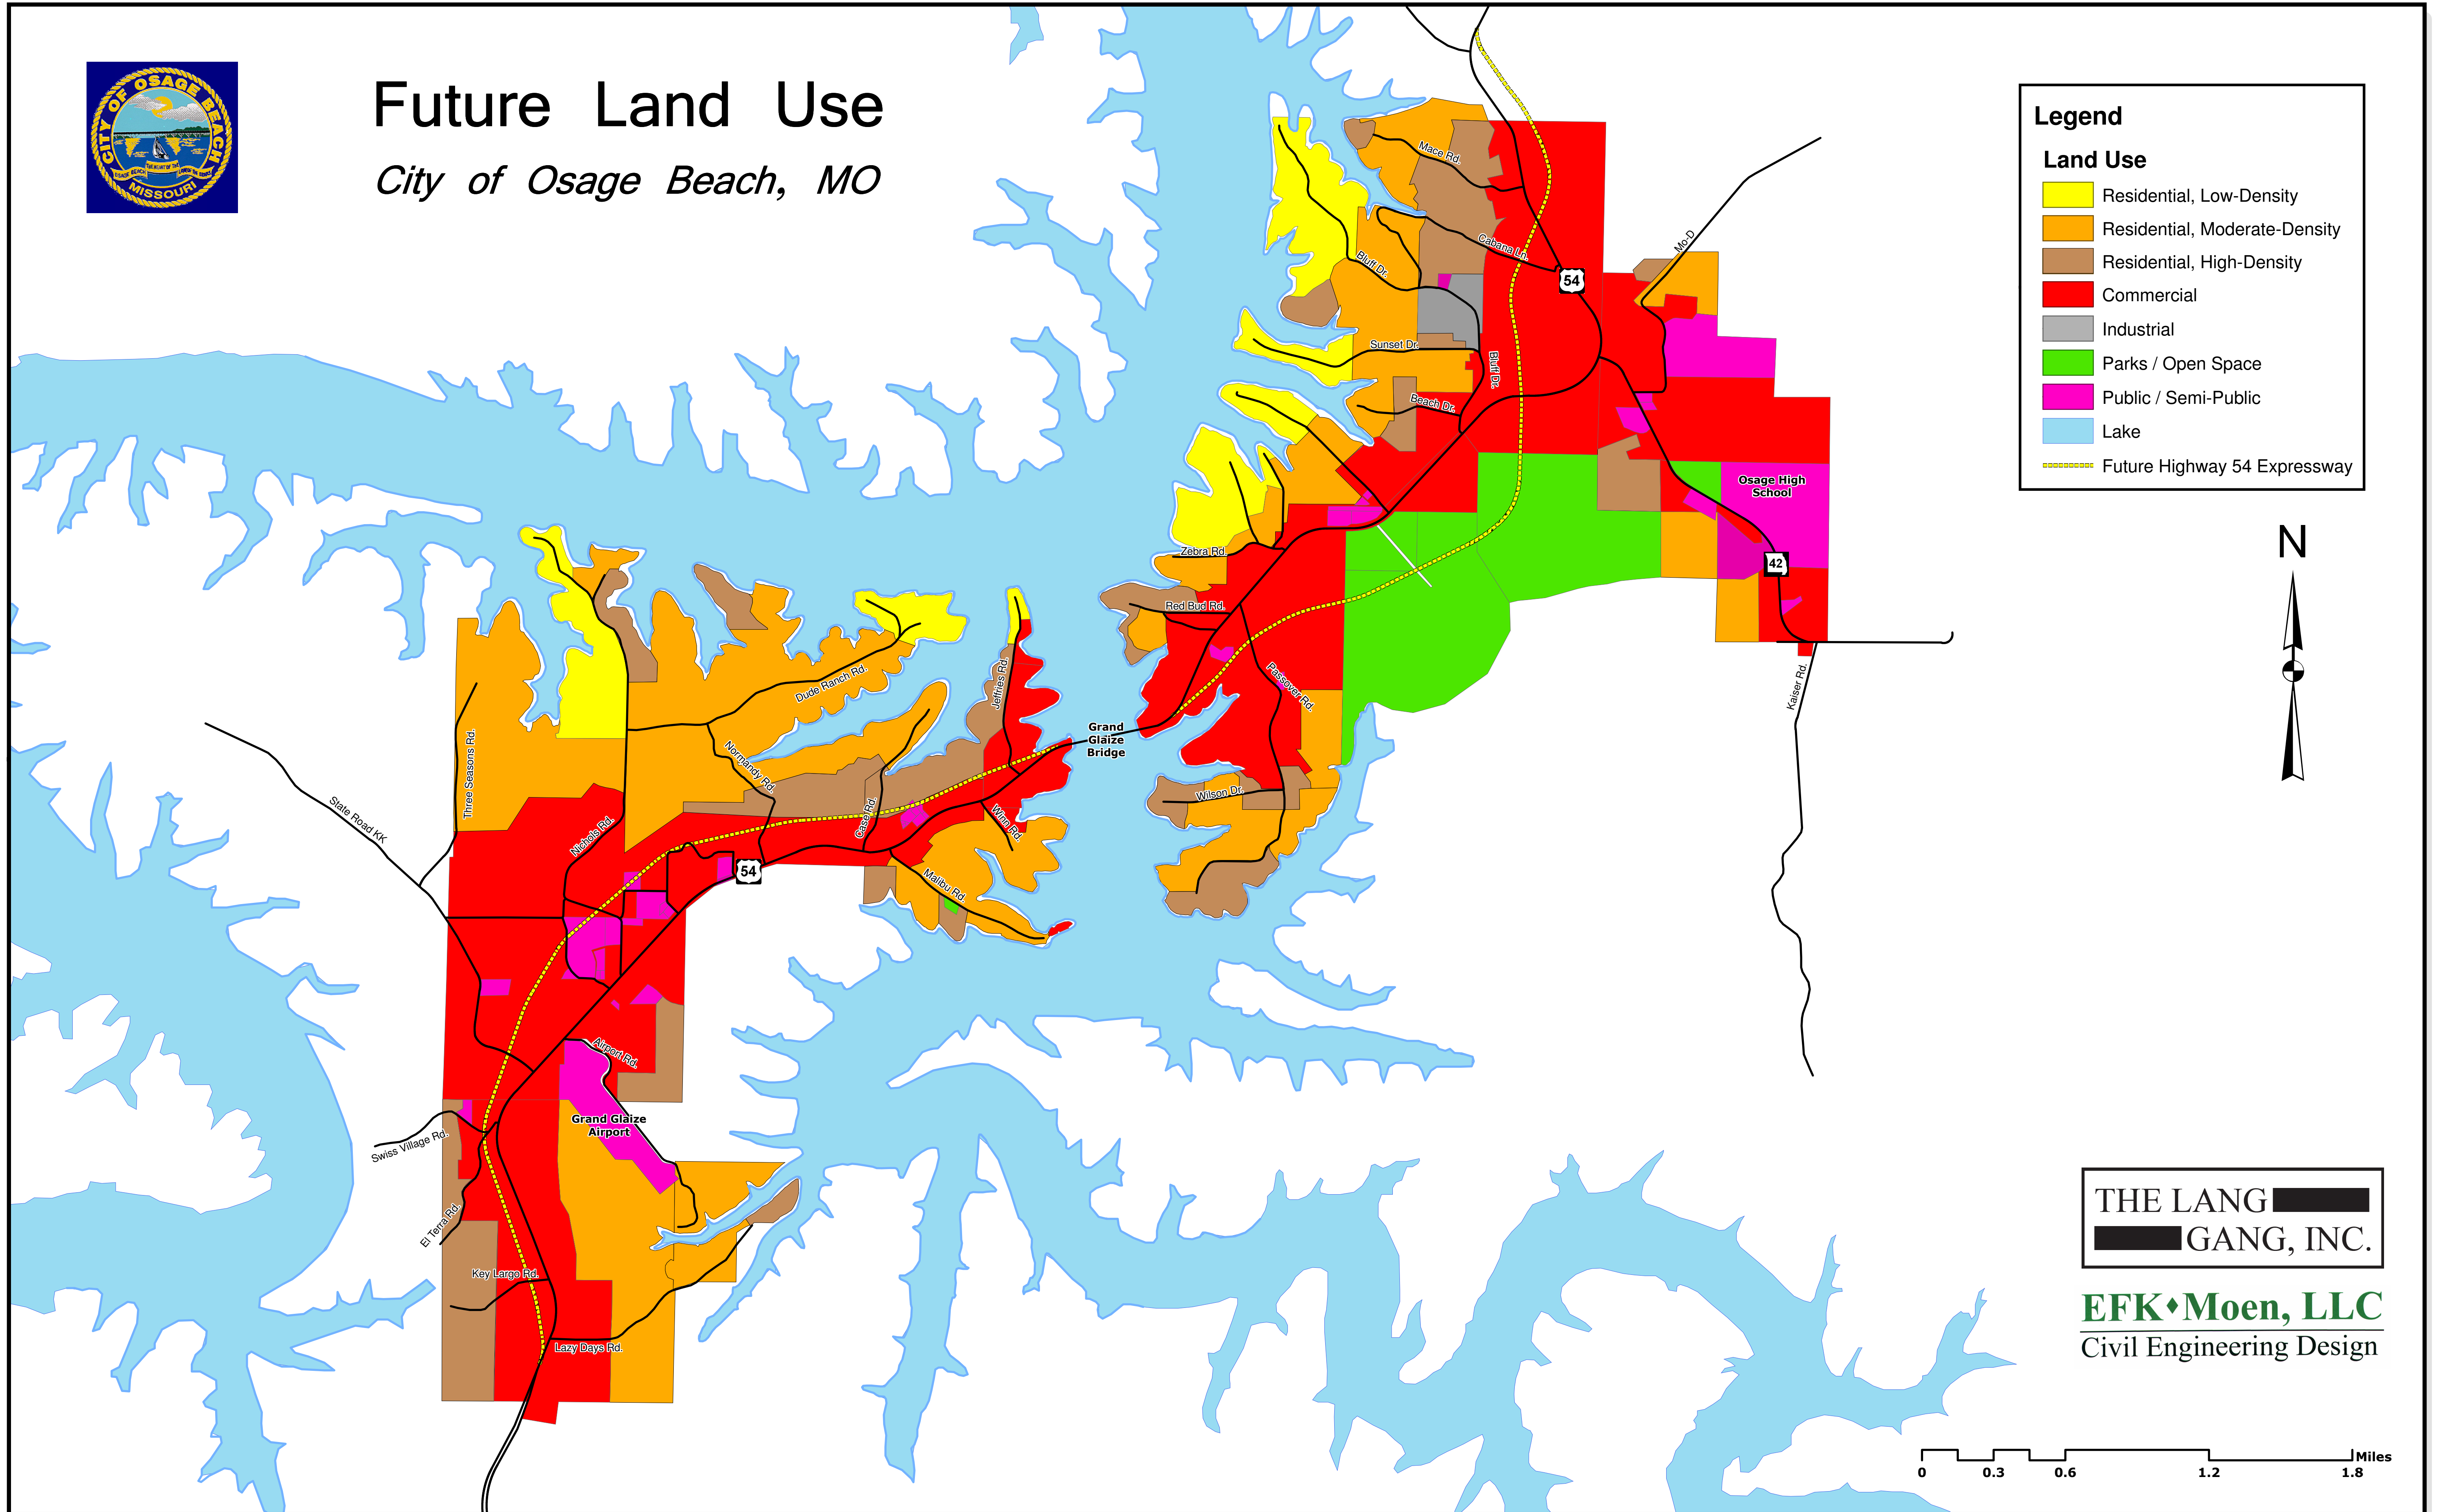 CITY OF OSAGE BEACH
MISSOURI
Future Land Use
City of Osage Beach, MO
Legend
Land Use
Residential, Low-Density
Residential, Moderate-Density
Residential, High-Density
Commercial
Industrial
Parks / Open Space
Public / Semi-Public
Lake
Future Highway 54 Expressway
N
Mace Rd.
Mo-D
Cabana Ln.
Bluff Dr.
54
Sunset Dr.
Bluff Dr.
Beach Dr.
Osage High
School
Zebra Rd.
42
Red Bud Rd.
Passover Rd.
Kaiser Rd.
Dude Ranch Rd.
Jeffries Rd.
Grand
Glaize
Bridge
Three Seasons Rd.
Normandy Rd.
State Road KK
Nichols Rd.
Case Rd.
Winn Rd.
Wilson Dr.
54
Malibu Rd.
Airport Rd.
Grand Glaize
Airport
Swiss Village Rd.
El Terra Rd.
Key Largo Rd.
Lazy Days Rd.
THE LANG
GANG, INC.
EFK♦Moen, LLC
Civil Engineering Design
Miles
0 0.3 0.6 1.2 1.8